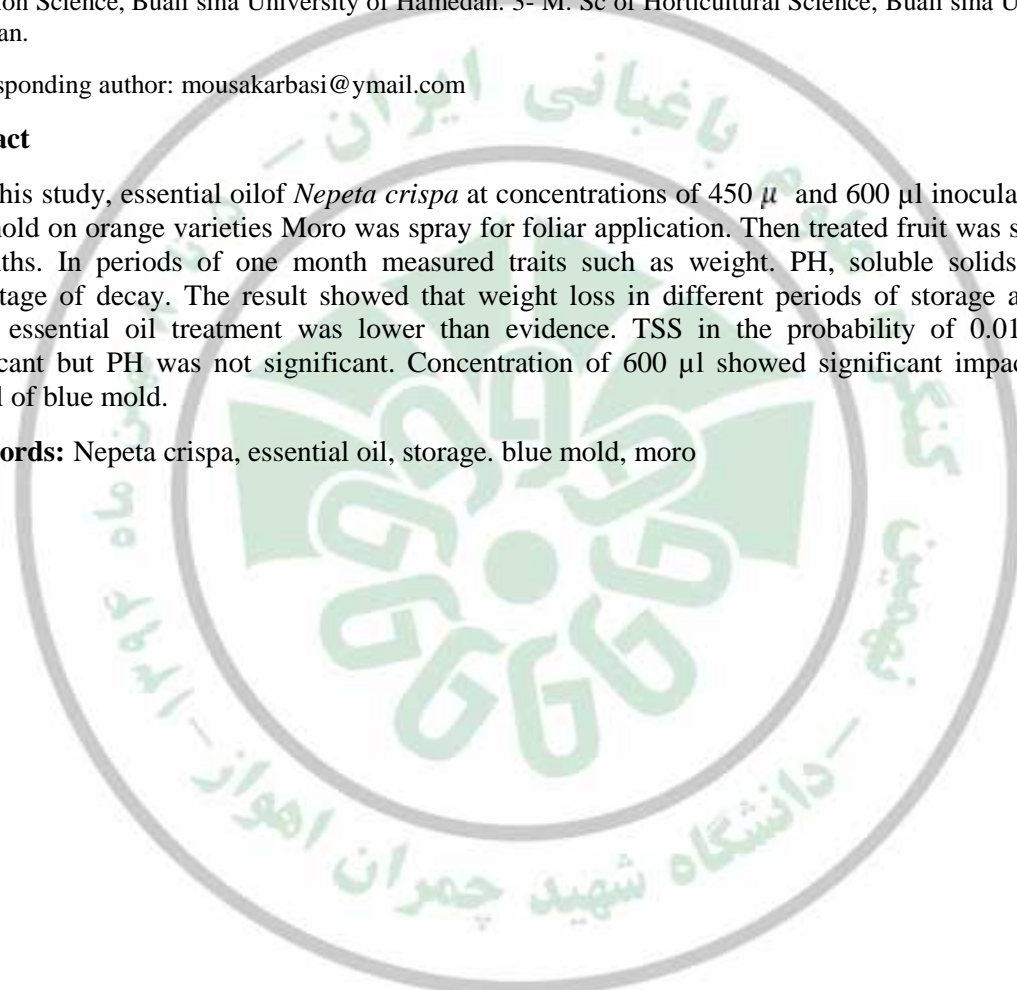 ion Science, Buali sina University of Hamedan. 3- M. Sc of Horticultural Science, Buali sina U
an.
sponding author: mousakarbasi@ymail.com
act
his study, essential oilof Nepeta crispa at concentrations of 450 μ and 600 µl inocula
nold on orange varieties Moro was spray for foliar application. Then treated fruit was s
ths. In periods of one month measured traits such as weight. PH, soluble solids
tage of decay. The result showed that weight loss in different periods of storage a
essential oil treatment was lower than evidence. TSS in the probability of 0.01
cant but PH was not significant. Concentration of 600 µl showed significant impac
l of blue mold.
ords: Nepeta crispa, essential oil, storage. blue mold, moro
باغبانی ایران -
نهمین
- دانشگاه شهید چمران اهواز -